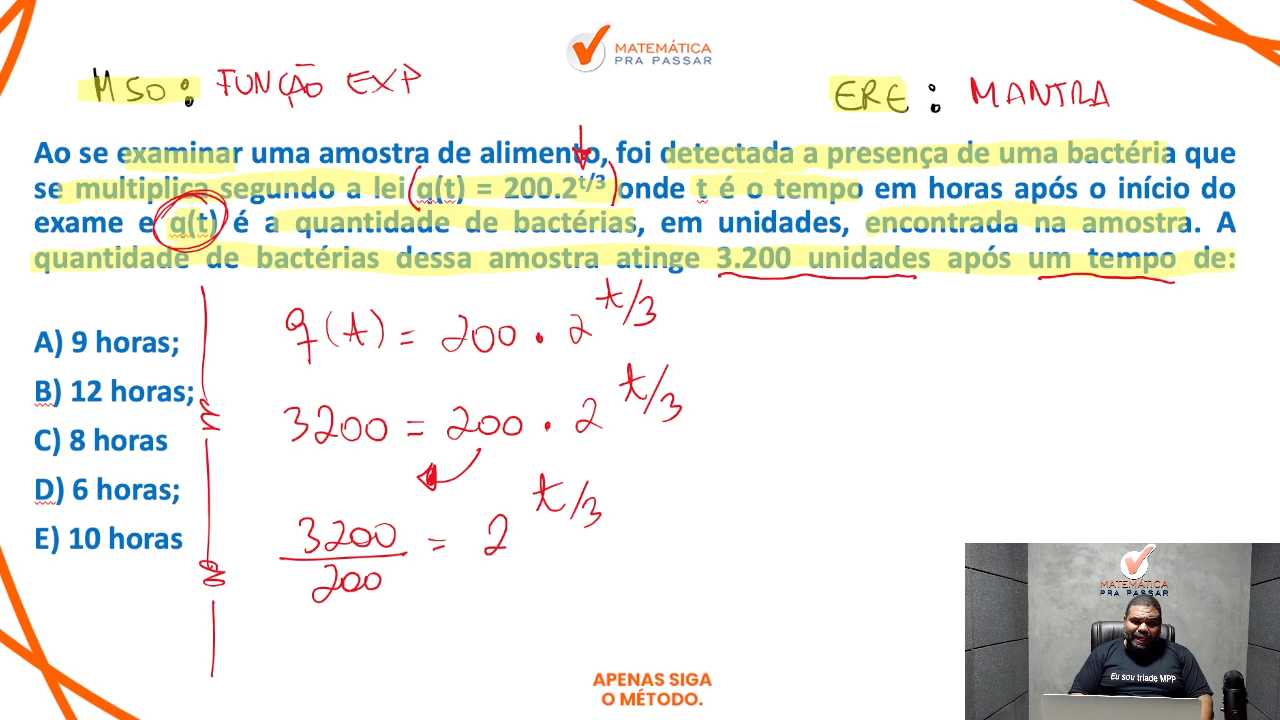 MATEMÁTICA
PRA PASSAR
MSO: FUNÇÃO EXP
ERE: MANTRA
Ao se examinar uma amostra de alimento, foi detectada a presença de uma bactéria que
se multiplica segundo a lei q(t) = 200.2^t/3 onde t é o tempo em horas após o início do
exame e q(t) é a quantidade de bactérias, em unidades, encontrada na amostra. A
quantidade de bactérias dessa amostra atinge 3.200 unidades após um tempo de:
A) 9 horas;
B) 12 horas;
C) 8 horas
D) 6 horas;
E) 10 horas
q(t) = 200 . 2^t/3
3200 = 200 . 2^t/3
3200/200 = 2^t/3
MATEMÁTICA
PRA PASSAR
Eu sou tríade MPP
APENAS SIGA
O MÉTODO.